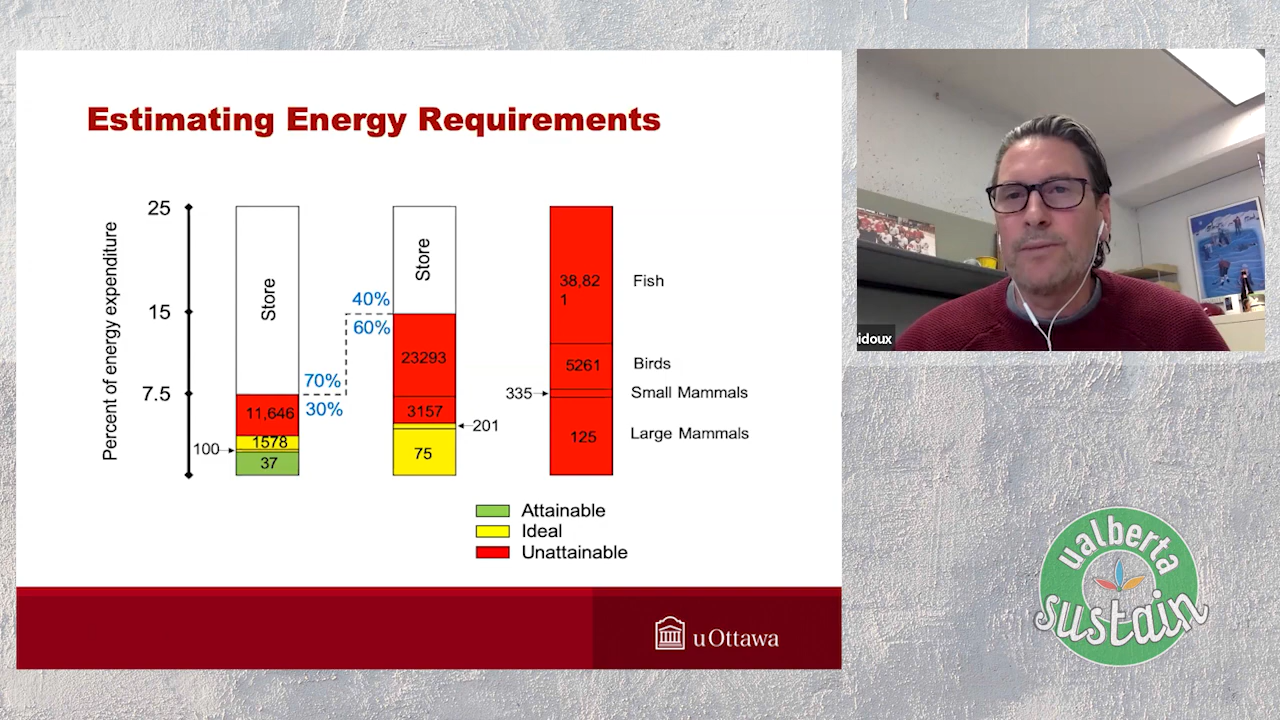 Estimating Energy Requirements
Percent of energy expenditure
25
15
7.5
Store
70%
30%
11,646
1578
100
37
Store
40%
60%
23293
3157
201
75
38,82
1
Fish
5261
Birds
335
Small Mammals
125
Large Mammals
Attainable
Ideal
Unattainable
uOttawa
idoux
ualberta
sustain